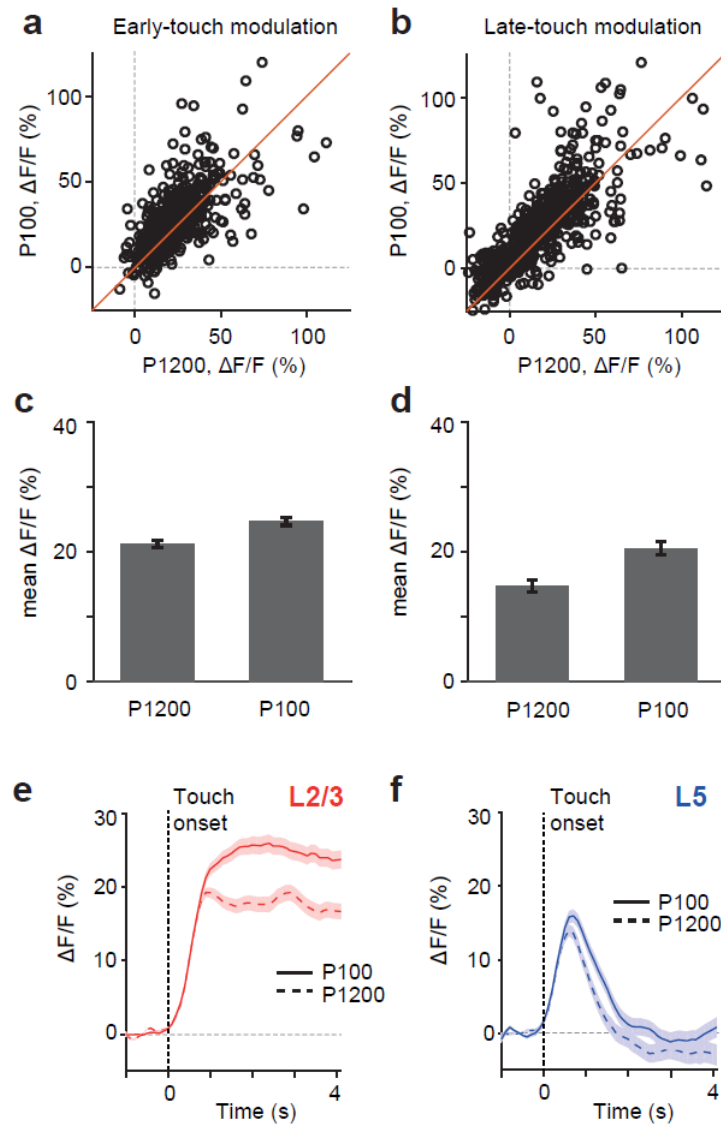 a Early-touch modulation
b Late-touch modulation
P100, ΔF/F (%)
100
50
0
0 50 100
P1200, ΔF/F (%)
P100, ΔF/F (%)
100
50
0
0 50 100
P1200, ΔF/F (%)
c
mean ΔF/F (%)
40
20
0
P1200 P100
d
mean ΔF/F (%)
40
20
0
P1200 P100
e
Touch
onset
L2/3
ΔF/F (%)
30
20
10
0
P100
P1200
0 4
Time (s)
f
Touch
onset
L5
ΔF/F (%)
30
20
10
0
P100
P1200
0 4
Time (s)